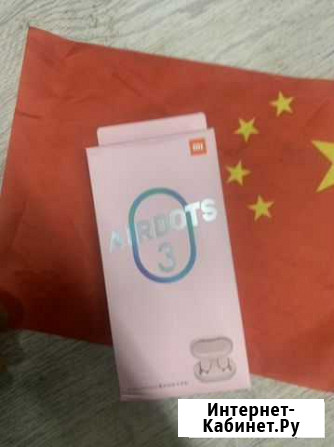 mi
AIRDOTS
3
Интернет-
Кабинет.Ру